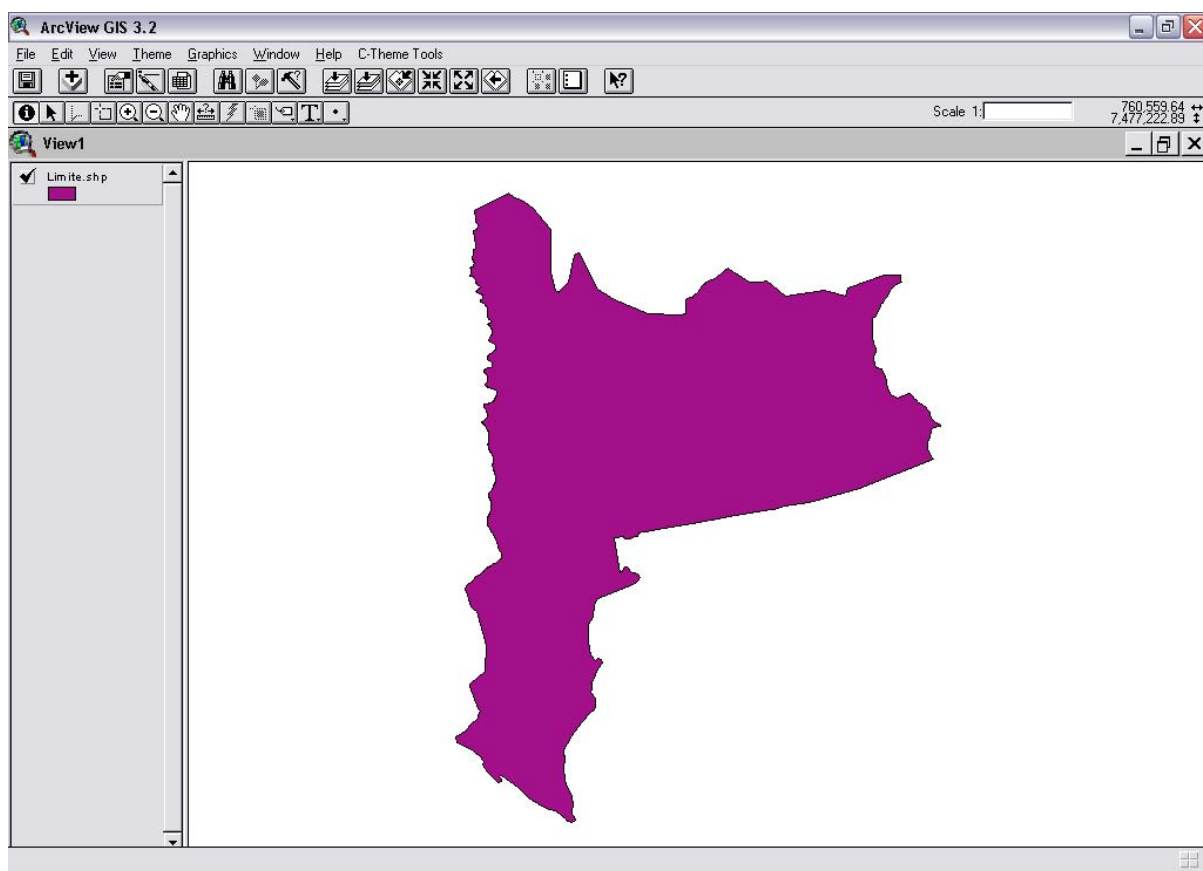 ArcView GIS 3.2
File Edit View Theme Graphics Window Help C-Theme Tools
Scale 1: 760,559.64
7,477,222.89
View1
Limite.shp